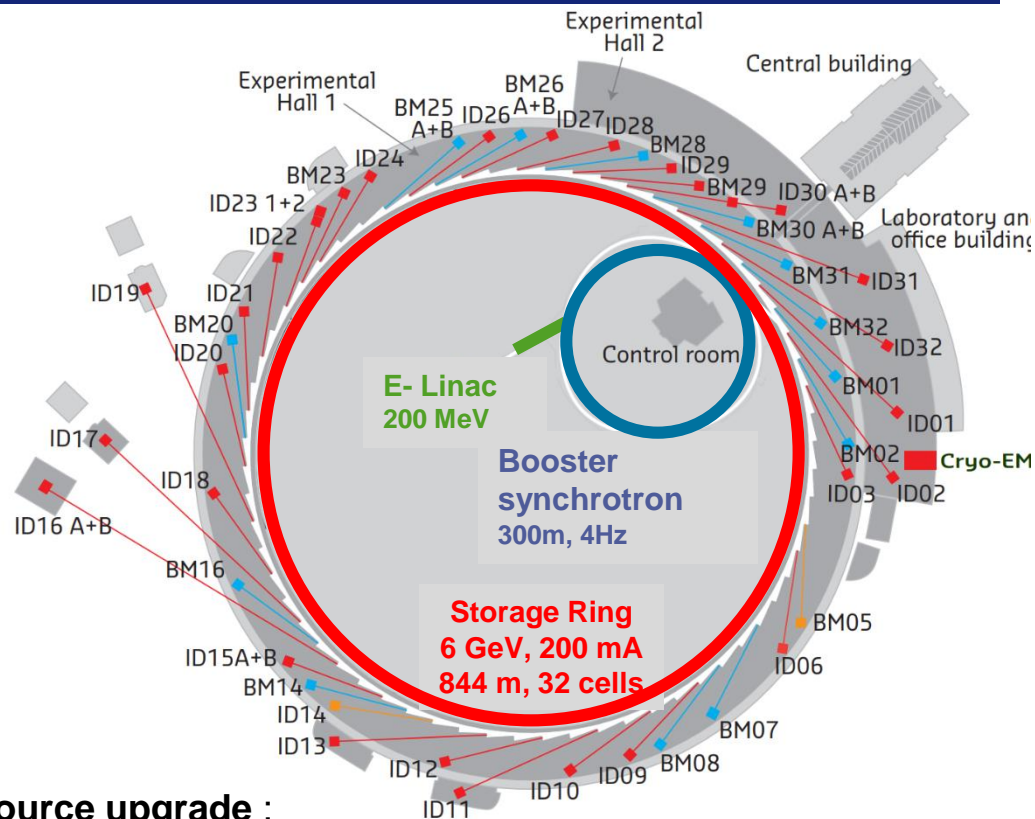 Experimental
Hall 2
Central building
Experimental
Hall 1
BM25
A+B
ID26
BM26
A+B
ID27
ID28
BM28
ID29
BM29
ID30 A+B
BM30 A+B
Laboratory
office building
BM31
ID31
BM32
ID32
BM01
ID01
BM02
Cryo-EM
ID03
ID02
ID24
BM23
ID23 1+2
ID22
ID19
ID21
BM20
ID20
ID17
ID18
ID16 A+B
BM16
ID15A+B
BM14
ID14
ID13
ID12
ID11
ID10
ID09
BM08
BM07
ID06
BM05
Control room
E- Linac
200 MeV
Booster
synchrotron
300m, 4Hz
Storage Ring
6 GeV, 200 mA
844 m, 32 cells
upgrade :